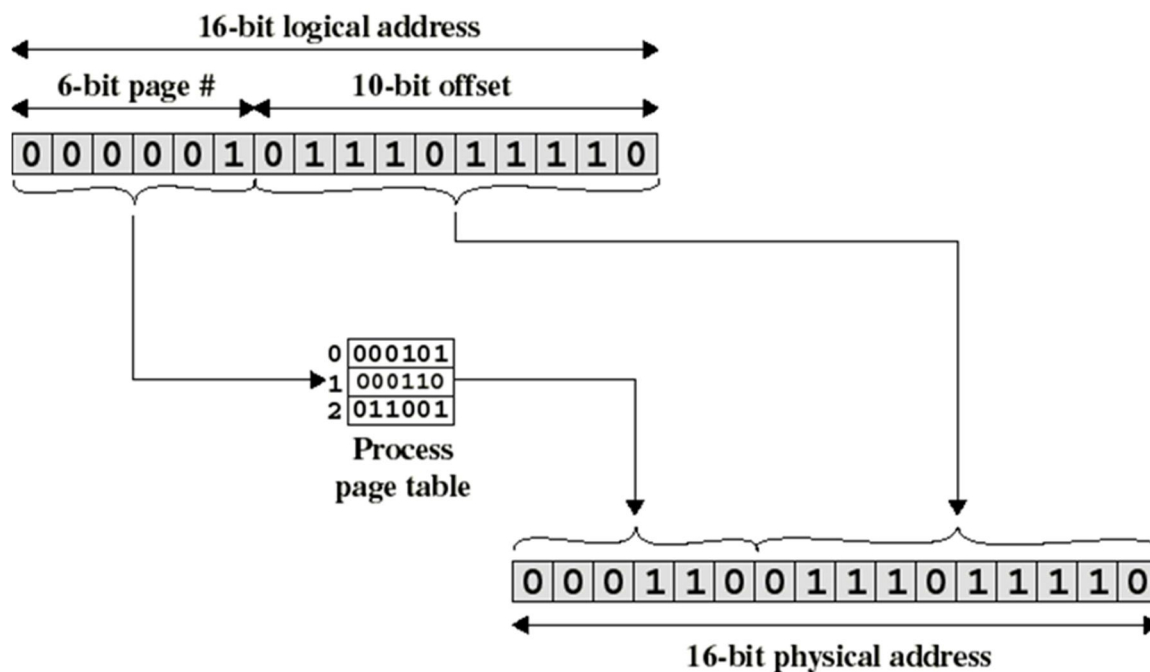 16-bit logical address
6-bit page # 10-bit offset
0 0 0 0 0 1 0 1 1 1 0 1 1 1 1 0
0 000101
1 000110
2 011001
Process
page table
0 0 0 1 1 0 0 1 1 1 0 1 1 1 1 0
16-bit physical address